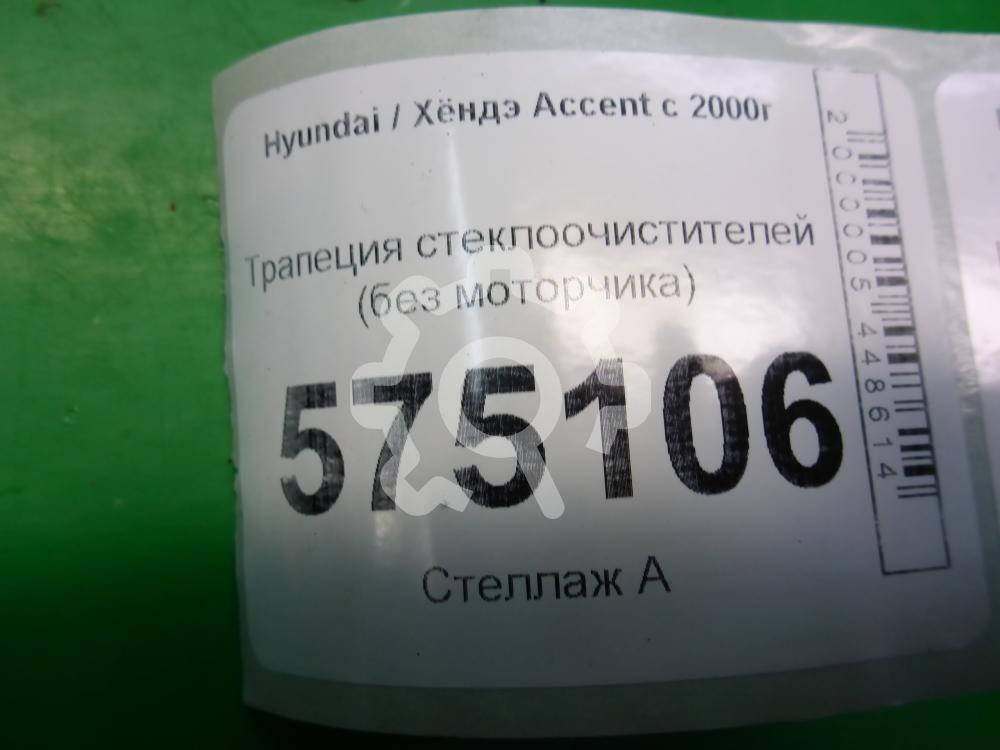 Hyundai / Хёндэ Accent с 2000г
Трапеция стеклоочистителей
(без моторчика)
575106
Стеллаж А
2000005448614